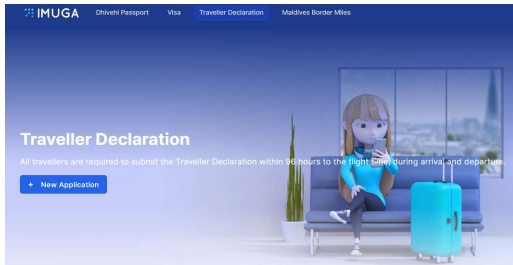 IMUGA Dhivehi Passport Visa Traveller Declaration Maldives Border Miles
Traveller Declaration
All travellers are required to submit the Traveller Declaration within 96 hours to the flight time, during arrival and departure.
+ New Application